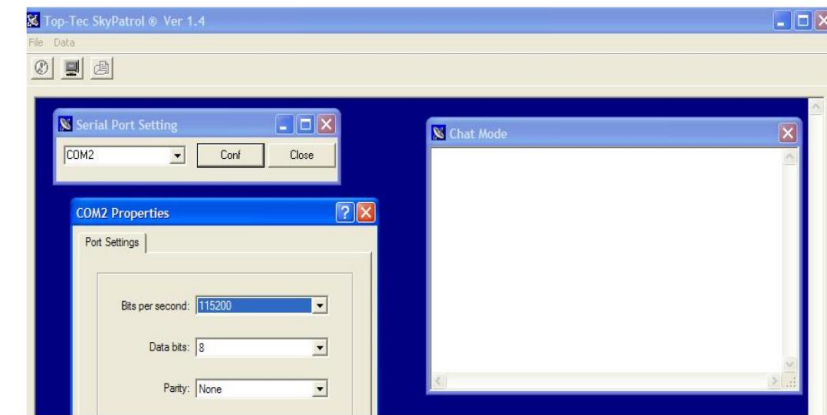 Top-Tec SkyPatrol ® Ver 1.4
File Data
Serial Port Setting
COM2 Conf Close
Chat Mode
COM2 Properties
Port Settings
Bits per second: 115200
Data bits: 8
Parity: None